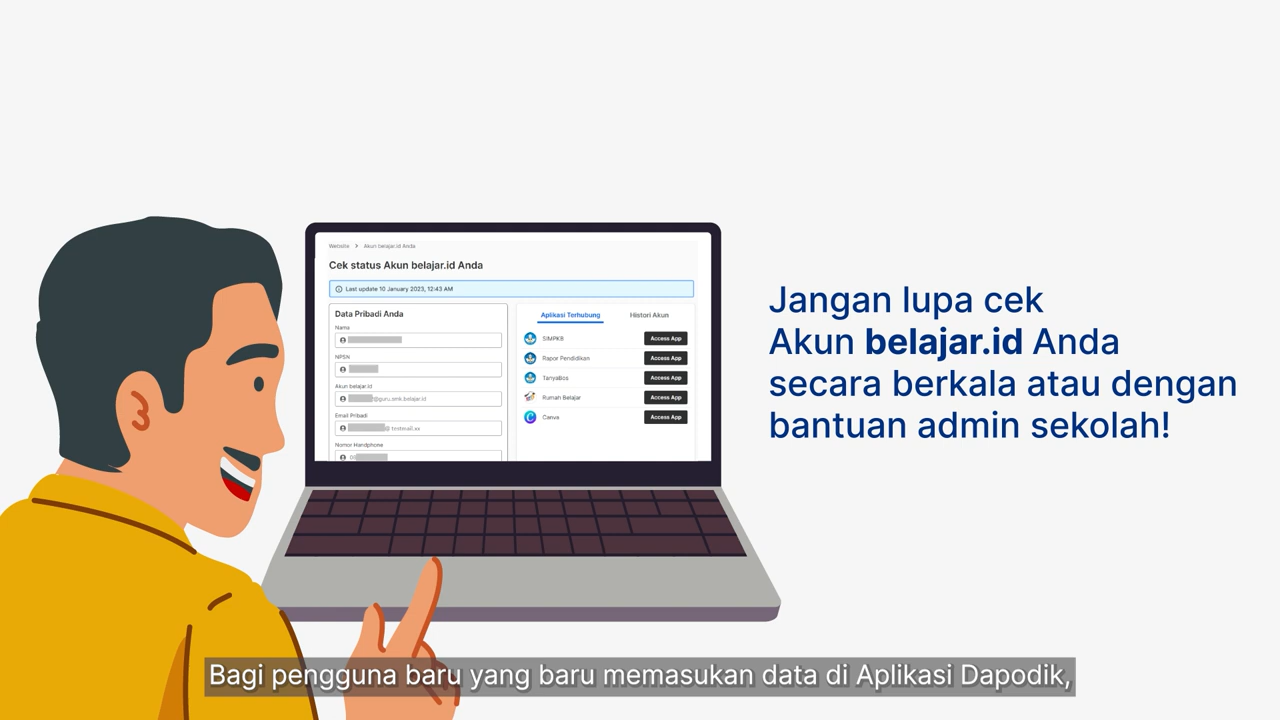 Website > Akun belajar.id Anda
Cek status Akun belajar.id Anda
Last update 10 January 2023, 12:43 AM
Data Pribadi Anda
Nama
NPSN
Akun belajar.id
@guru.smk.belajar.id
Email Pribadi
@ testmail.xx
Nomor Handphone
08
Aplikasi Terhubung
Histori Akun
SIMPKB
Access App
Rapor Pendidikan
Access App
TanyaBos
Access App
Rumah Belajar
Access App
Canva
Access App
Jangan lupa cek
Akun belajar.id Anda
secara berkala atau dengan
bantuan admin sekolah!
Bagi pengguna baru yang baru memasukan data di Aplikasi Dapodik,